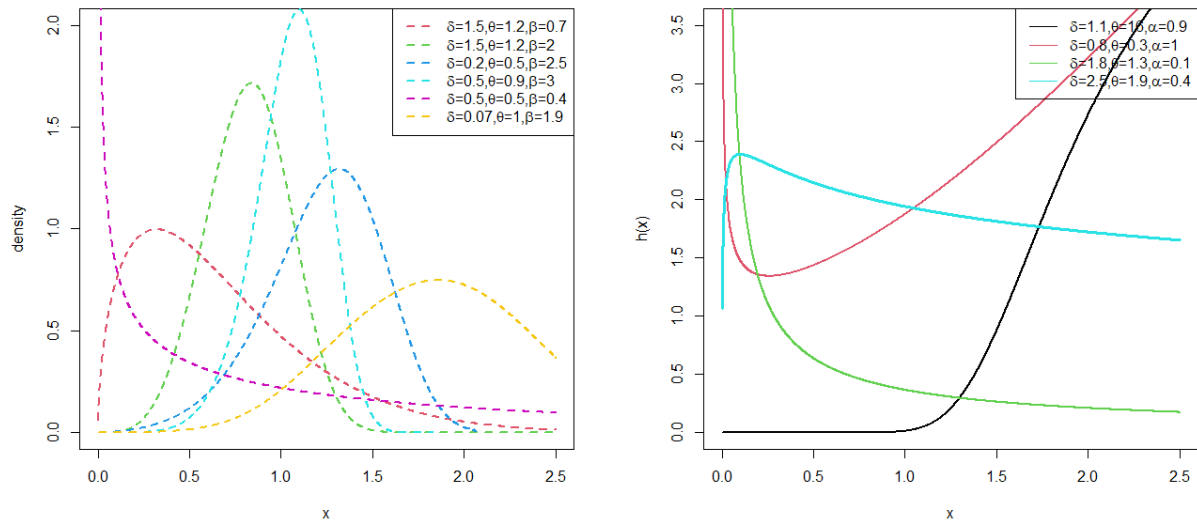 δ=1.5,θ=1.2,β=0.7
δ=1.5,θ=1.2,β=2
δ=0.2,θ=0.5,β=2.5
δ=0.5,θ=0.9,β=3
δ=0.5,θ=0.5,β=0.4
δ=0.07,θ=1,β=1.9
density
2.0
1.5
1.0
0.5
0.0
0.0 0.5 1.0 1.5 2.0 2.5
x
δ=1.1,θ=16,α=0.9
δ=0.8,θ=0.3,α=1
δ=1.8,θ=1.3,α=0.1
δ=2.5,θ=1.9,α=0.4
h(x)
3.5
3.0
2.5
2.0
1.5
1.0
0.5
0.0
0.0 0.5 1.0 1.5 2.0 2.5
x